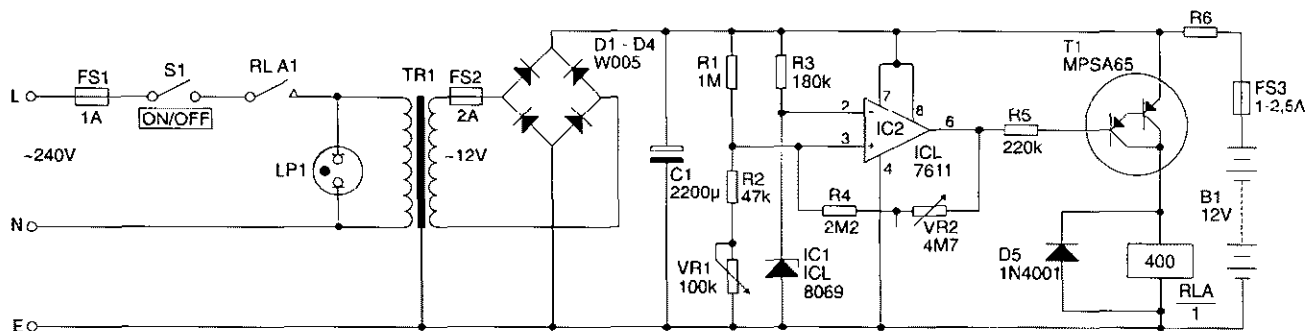 L
FS1
1A
S1
ON/OFF
RLA1
~240V
LP1
N
E
TR1
FS2
2A
~12V
D1 - D4
W005
C1
2200µ
R1
1M
R2
47k
VR1
100k
R3
180k
IC1
ICL
8069
2
-
3
+
7
8
IC2
6
4
ICL
7611
R4
2M2
VR2
4M7
R5
220k
T1
MPSA65
D5
1N4001
400
RLA
1
R6
FS3
1-2,5A
B1
12V